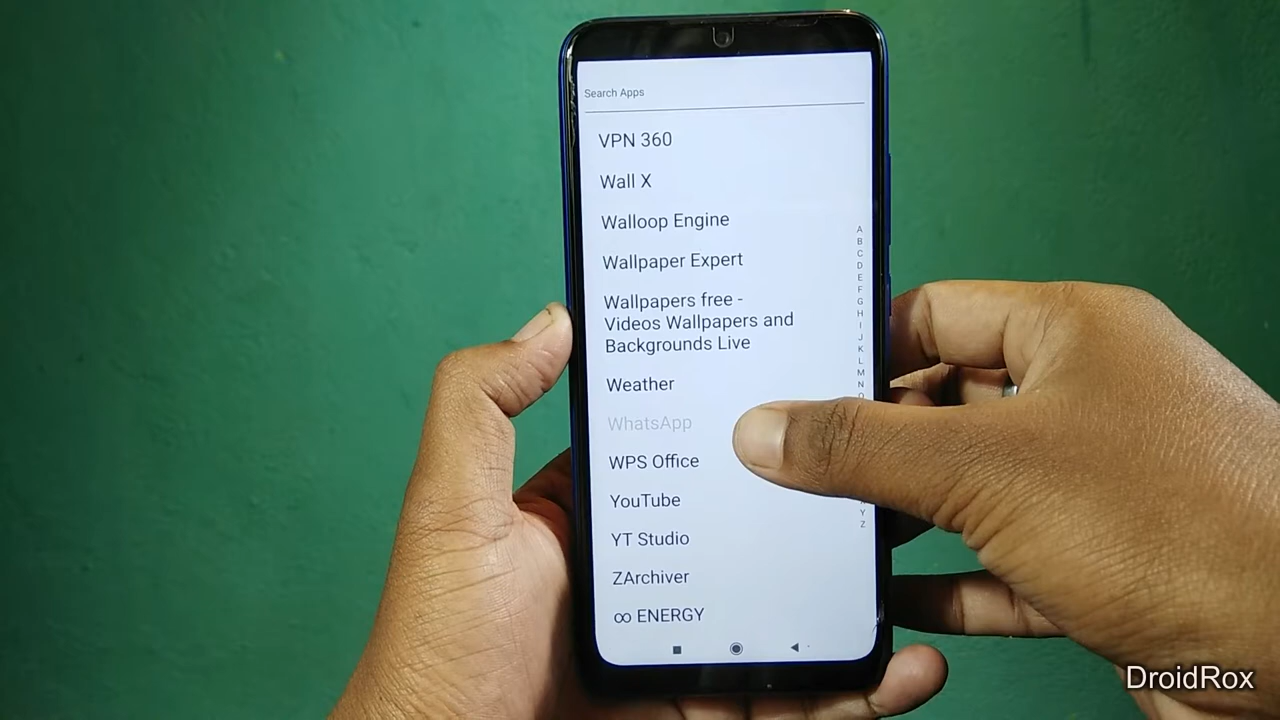 Search Apps
VPN 360
Wall X
Walloop Engine
Wallpaper Expert
Wallpapers free -
Videos Wallpapers and
Backgrounds Live
Weather
WhatsApp
WPS Office
YouTube
YT Studio
ZArchiver
∞ ENERGY
A
B
C
D
E
F
G
H
I
J
K
L
M
N
Y
Z
DroidRox